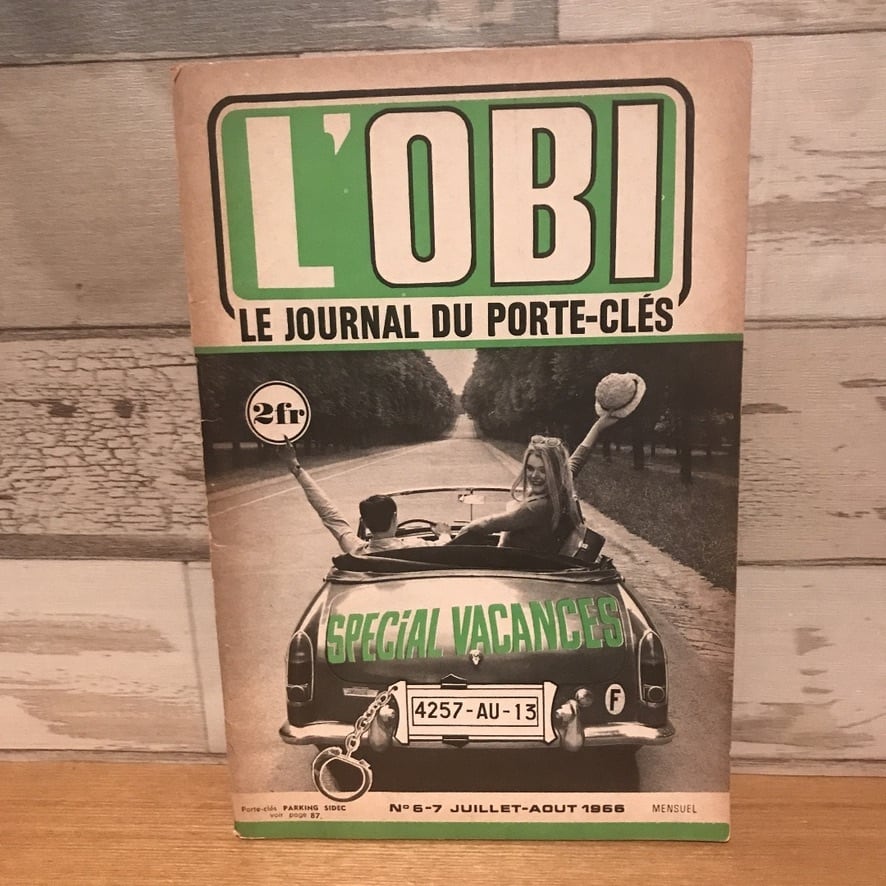 L'OBI
LE JOURNAL DU PORTE-CLÉS
2fr
SPECiAL VACANCES
F
4257-AU-13
Porte-clés PARKING SIDEC
voir page 87.
Nº 6-7 JUILLET-AOUT 1966
MENSUEL